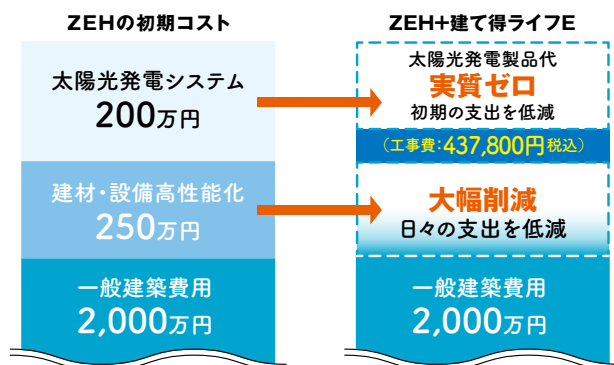 ZEHの初期コスト
太陽光発電システム
200万円
建材・設備高性能化
250万円
一般建築費用
2,000万円
ZEH+建て得ライフE
太陽光発電製品代
実質ゼロ
初期の支出を低減
（工事費：437,800円税込）
大幅削減
日々の支出を低減
一般建築費用
2,000万円